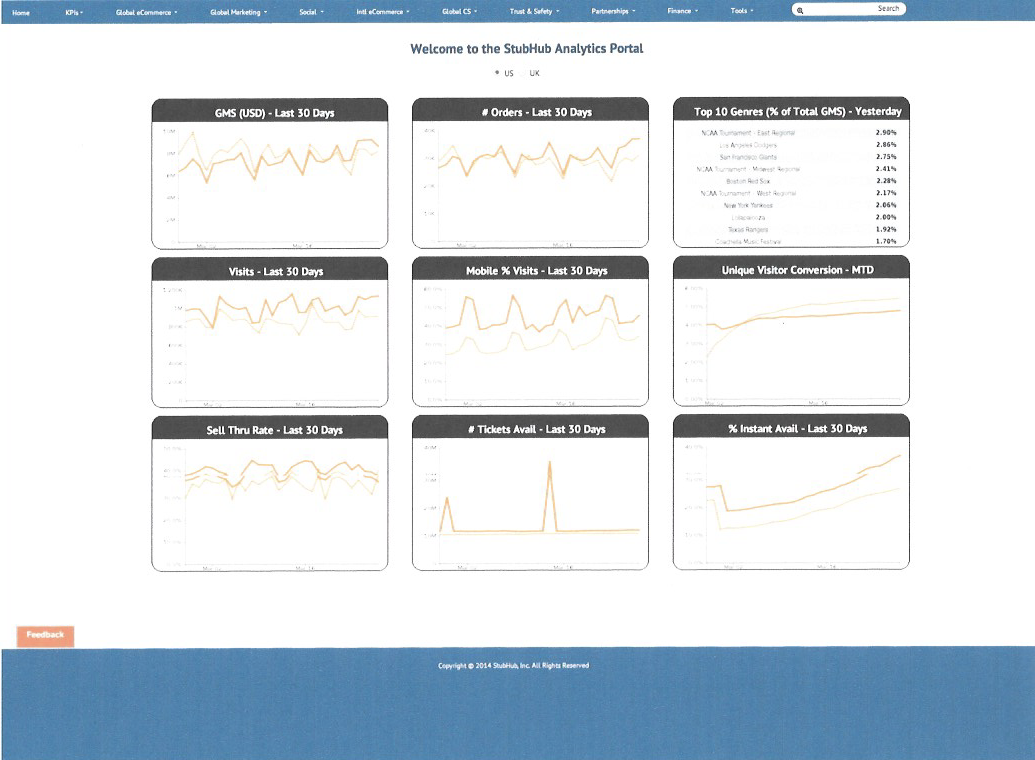 Home KPIs Global eCommerce Global Marketing Social Intl eCommerce Global CS Trust & Safety Partnerships Finance Tools Search
Welcome to the StubHub Analytics Portal
US UK
GMS (USD) - Last 30 Days
# Orders - Last 30 Days
Top 10 Genres (% of Total GMS) - Yesterday
NCAA Tournament - East Regional 2.90%
Los Angeles Dodgers 2.86%
San Francisco Giants 2.75%
NCAA Tournament - Midwest Regional 2.41%
Boston Red Sox 2.28%
NCAA Tournament - West Regional 2.17%
New York Yankees 2.06%
Lollapalooza 2.00%
Texas Rangers 1.92%
Coachella Music Festival 1.70%
Visits - Last 30 Days
Mobile % Visits - Last 30 Days
Unique Visitor Conversion - MTD
Sell Thru Rate - Last 30 Days
# Tickets Avail - Last 30 Days
% Instant Avail - Last 30 Days
Feedback
Copyright © 2014 StubHub, Inc. All Rights Reserved